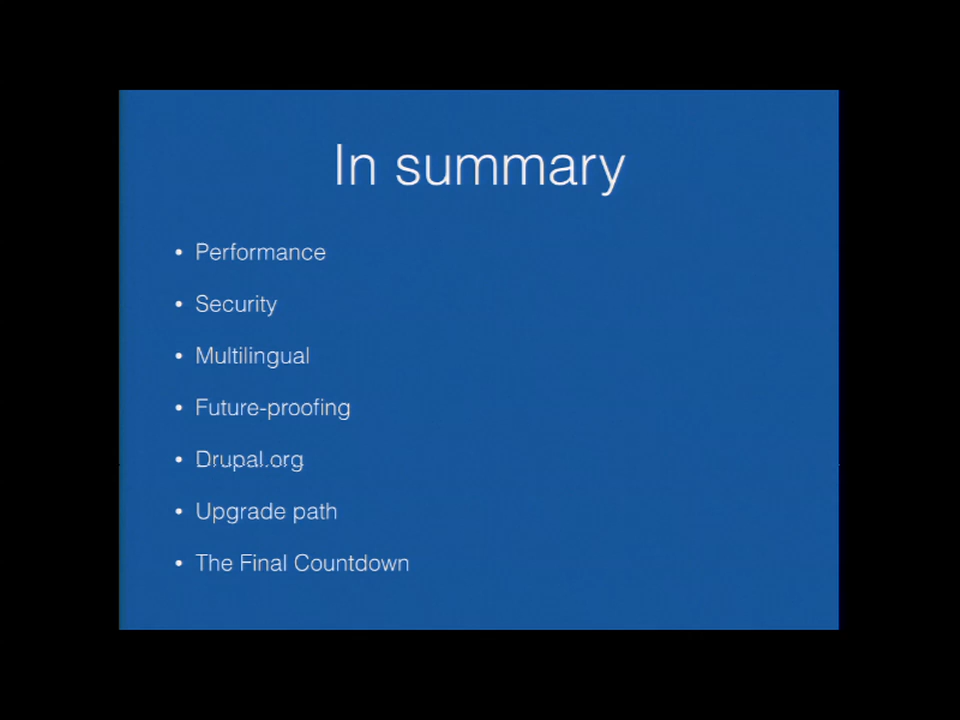 In summary
• Performance
• Security
• Multilingual
• Future-proofing
• Drupal.org
• Upgrade path
• The Final Countdown